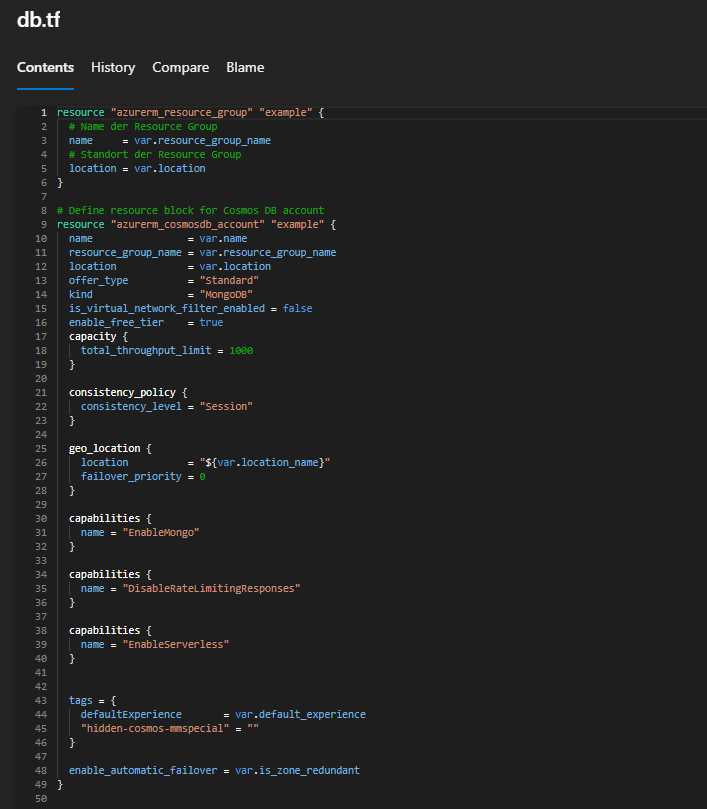 db.tf
Contents History Compare Blame
1 resource "azurerm_resource_group" "example" {
2   # Name der Resource Group
3   name     = var.resource_group_name
4   # Standort der Resource Group
5   location = var.location
6 }
7
8 # Define resource block for Cosmos DB account
9 resource "azurerm_cosmosdb_account" "example" {
10   name                = var.name
11   resource_group_name = var.resource_group_name
12   location            = var.location
13   offer_type          = "Standard"
14   kind                = "MongoDB"
15   is_virtual_network_filter_enabled = false
16   enable_free_tier    = true
17   capacity {
18     total_throughput_limit = 1000
19   }
20
21   consistency_policy {
22     consistency_level = "Session"
23   }
24
25   geo_location {
26     location          = "${var.location_name}"
27     failover_priority = 0
28   }
29
30   capabilities {
31     name = "EnableMongo"
32   }
33
34   capabilities {
35     name = "DisableRateLimitingResponses"
36   }
37
38   capabilities {
39     name = "EnableServerless"
40   }
41
42
43   tags = {
44     defaultExperience       = var.default_experience
45     "hidden-cosmos-mmspecial" = ""
46   }
47
48   enable_automatic_failover = var.is_zone_redundant
49 }
50